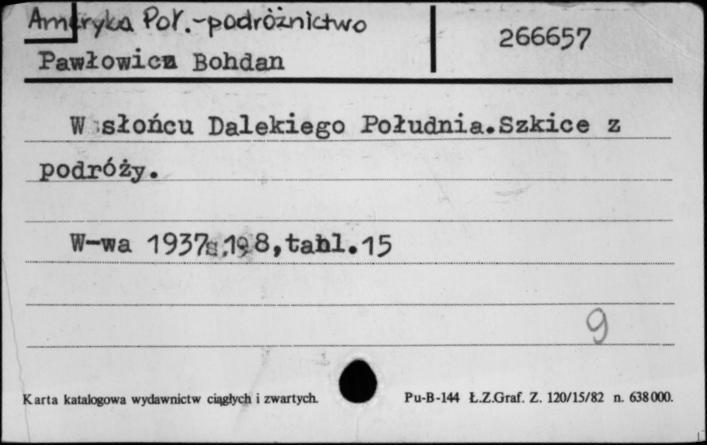 Ameryka Poł.-podróżnictwo
Pawłowicz Bohdan
266657
W słońcu Dalekiego Południa.Szkice z
podróży.
W-wa 1937 s.198,tabl.15
9
Karta katalogowa wydawnictw ciągłych i zwartych.
Pu-B-144 Ł.Z.Graf. Z. 120/15/82 n. 638000.